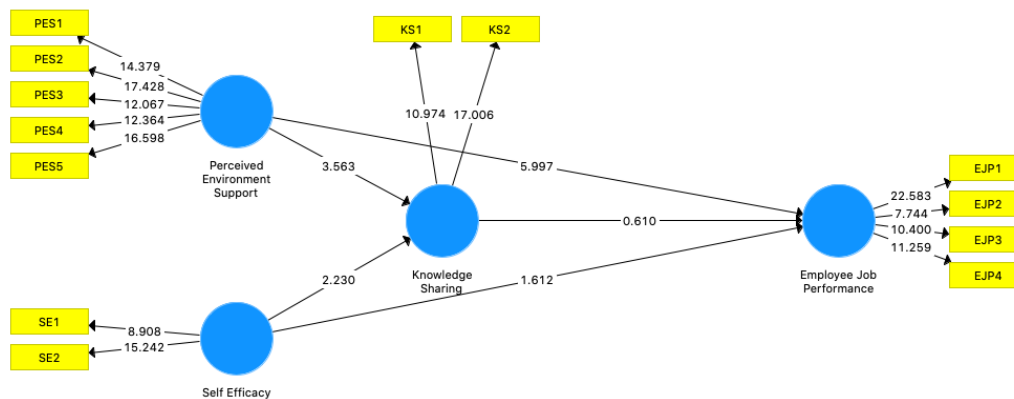 PES1
PES2
PES3
PES4
PES5
14.379
17.428
12.067
12.364
16.598
Perceived
Environment
Support
KS1
KS2
10.974
17.006
3.563
5.997
Knowledge
Sharing
0.610
2.230
1.612
Employee Job
Performance
EJP1
EJP2
EJP3
EJP4
22.583
7.744
10.400
11.259
SE1
SE2
8.908
15.242
Self Efficacy